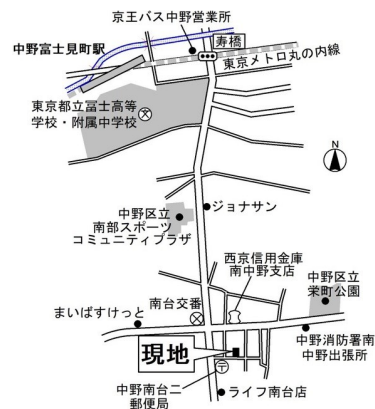 京王バス中野営業所
中野富士見町駅
寿橋
東京メトロ丸の内線
東京都立冨士高等
学校・附属中学校
N
ジョナサン
中野区立
南部スポーツ
コミュニティプラザ
西京信用金庫
南中野支店
中野区立
栄町公園
まいばすけっと
南台交番
中野消防署南
中野出張所
現地
中野南台二
郵便局
ライフ南台店